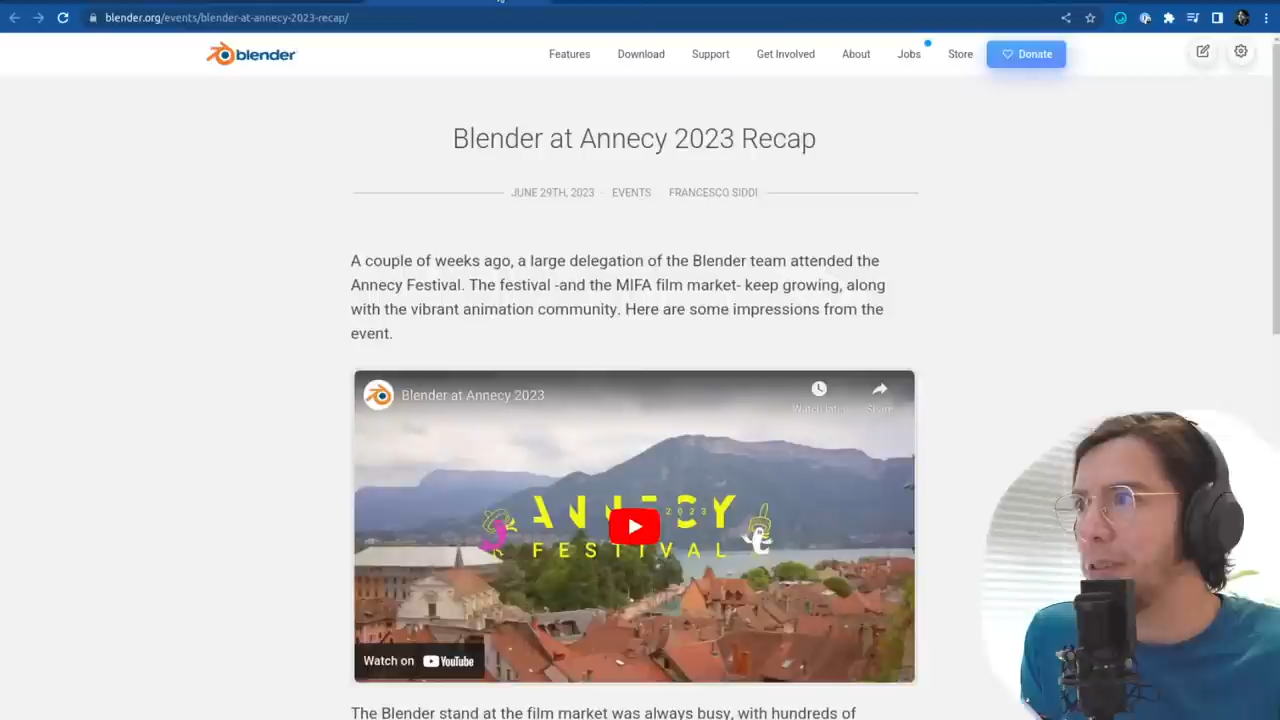 blender.org/events/blender-at-annecy-2023-recap/
blender
Features
Download
Support
Get Involved
About
Jobs
Store
Donate
Blender at Annecy 2023 Recap
JUNE 29TH, 2023
EVENTS
FRANCESCO SIDDI
A couple of weeks ago, a large delegation of the Blender team attended the
Annecy Festival. The festival -and the MIFA film market- keep growing, along
with the vibrant animation community. Here are some impressions from the
event.
Blender at Annecy 2023
Watch later
Share
ANNECY
2023
FESTIVAL
Watch on YouTube
The Blender stand at the film market was always busy, with hundreds of